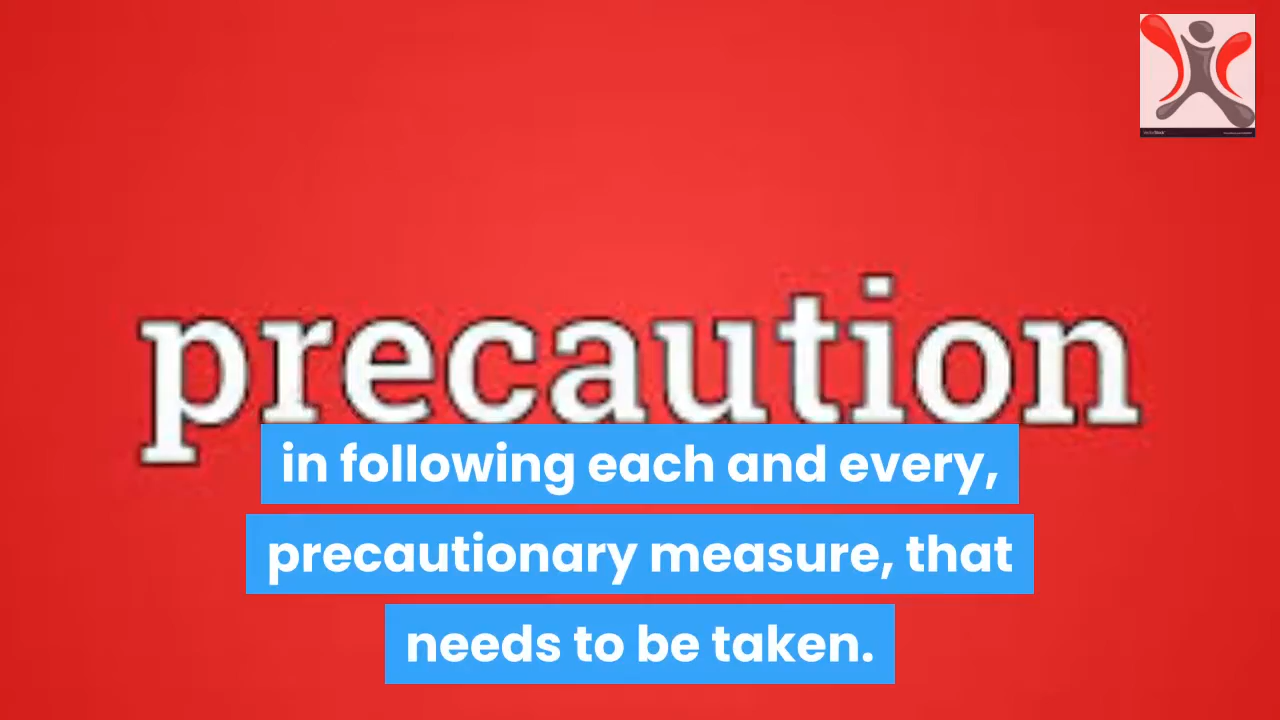 precaution
in following each and every,
precautionary measure, that
needs to be taken.